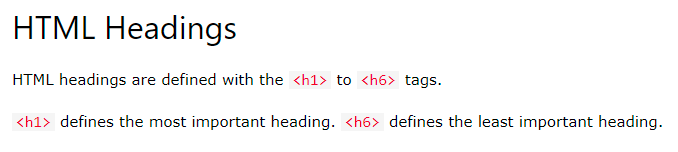 HTML Headings
HTML headings are defined with the <h1> to <h6> tags.
<h1> defines the most important heading. <h6> defines the least important heading.